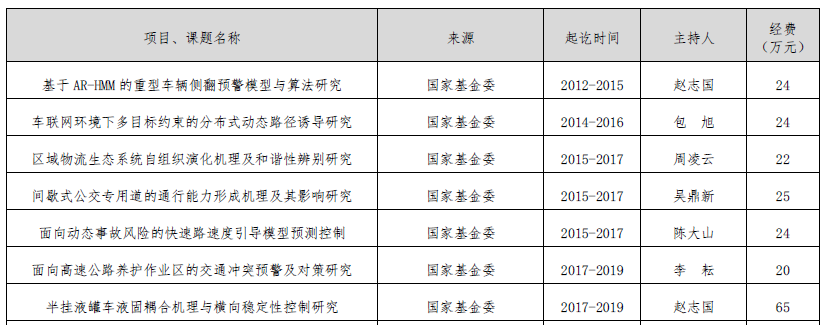 项目、课题名称 来源 起讫时间 主持人 经费
（万元）
基于 AR-HMM 的重型车辆侧翻预警模型与算法研究 国家基金委 2012-2015 赵志国 24
车联网环境下多目标约束的分布式动态路径诱导研究 国家基金委 2014-2016 包 旭 24
区域物流生态系统自组织演化机理及和谐性辨别研究 国家基金委 2015-2017 周凌云 22
间歇式公交专用道的通行能力形成机理及其影响研究 国家基金委 2015-2017 吴鼎新 25
面向动态事故风险的快速路速度引导模型预测控制 国家基金委 2015-2017 陈大山 24
面向高速公路养护作业区的交通冲突预警及对策研究 国家基金委 2017-2019 李 耘 20
半挂液罐车液固耦合机理与横向稳定性控制研究 国家基金委 2017-2019 赵志国 65